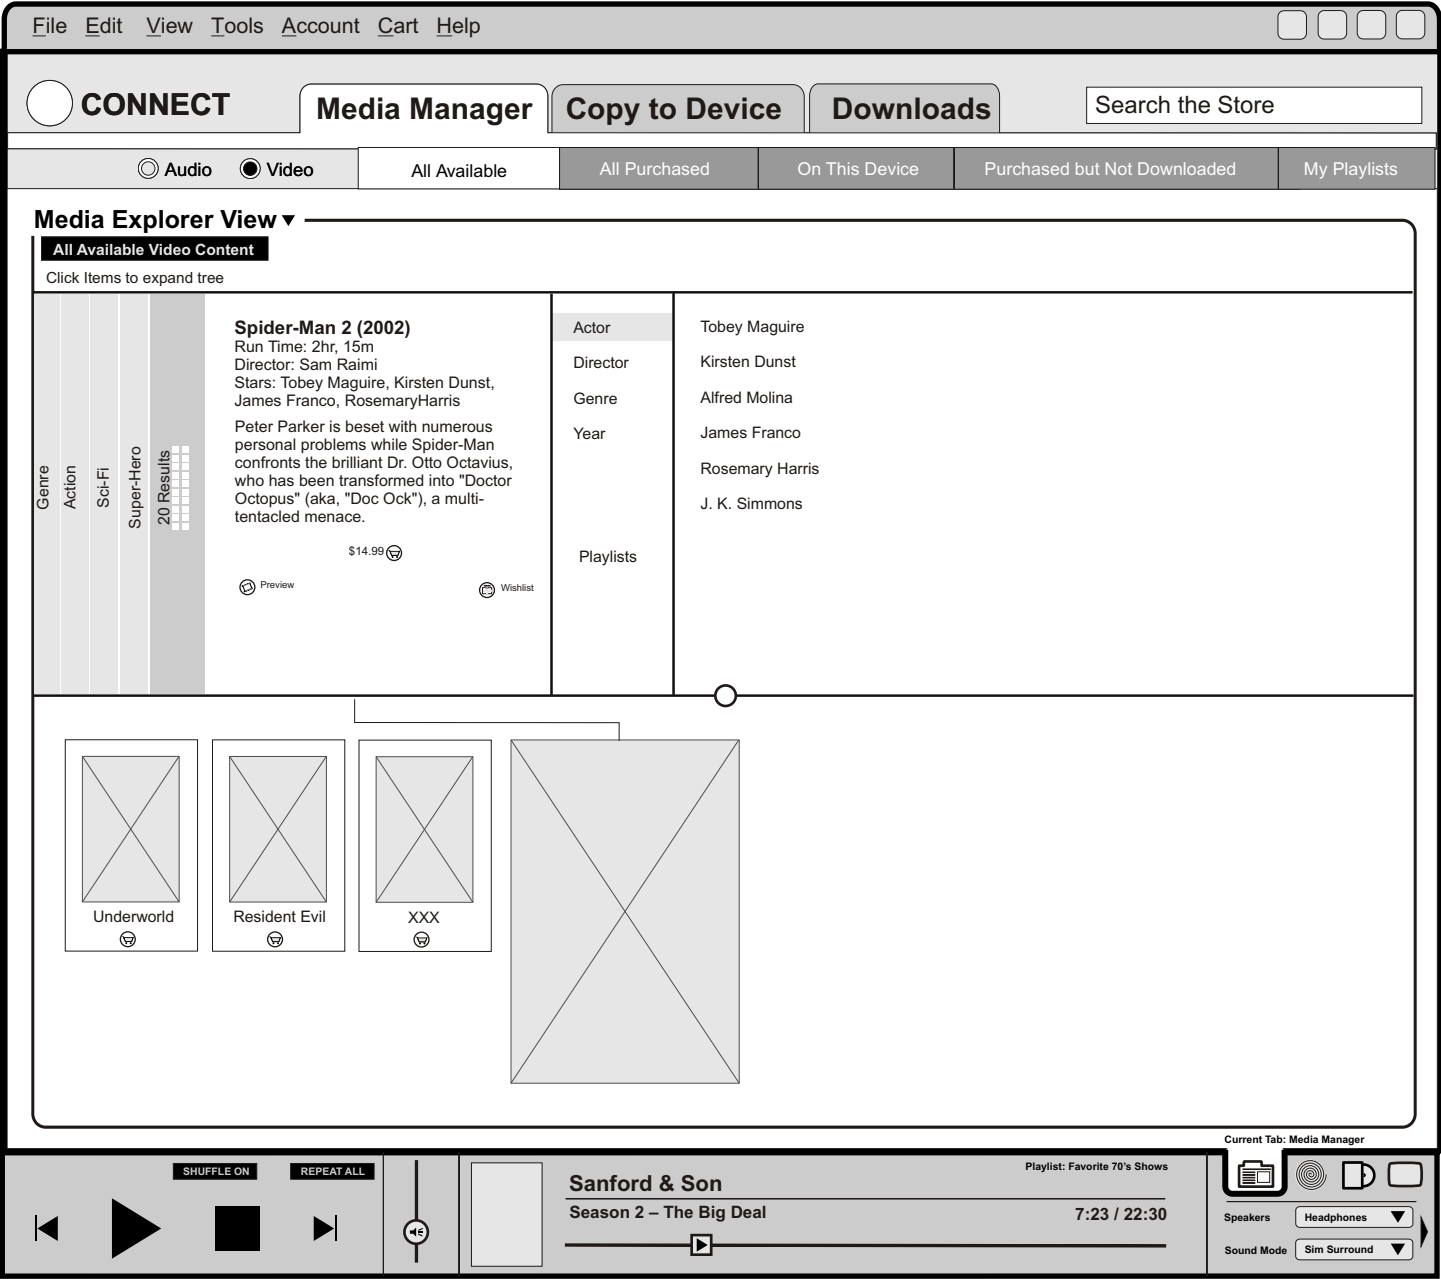 File Edit View Tools Account Cart Help
CONNECT
Media Manager
Copy to Device
Downloads
Search the Store
Audio
Video
All Available
All Purchased
On This Device
Purchased but Not Downloaded
My Playlists
Media Explorer View
All Available Video Content
Click Items to expand tree
Genre
Action
Sci-Fi
Super-Hero
20 Results
Spider-Man 2 (2002)
Run Time: 2hr, 15m
Director: Sam Raimi
Stars: Tobey Maguire, Kirsten Dunst,
James Franco, RosemaryHarris
Peter Parker is beset with numerous
personal problems while Spider-Man
confronts the brilliant Dr. Otto Octavius,
who has been transformed into "Doctor
Octopus" (aka, "Doc Ock"), a multi-
tentacled menace.
$14.99
Preview
Wishlist
Actor
Director
Genre
Year
Playlists
Tobey Maguire
Kirsten Dunst
Alfred Molina
James Franco
Rosemary Harris
J. K. Simmons
Underworld
Resident Evil
XXX
Current Tab: Media Manager
SHUFFLE ON
REPEAT ALL
Playlist: Favorite 70's Shows
Sanford & Son
Season 2 – The Big Deal
7:23 / 22:30
Speakers
Headphones
Sound Mode
Sim Surround